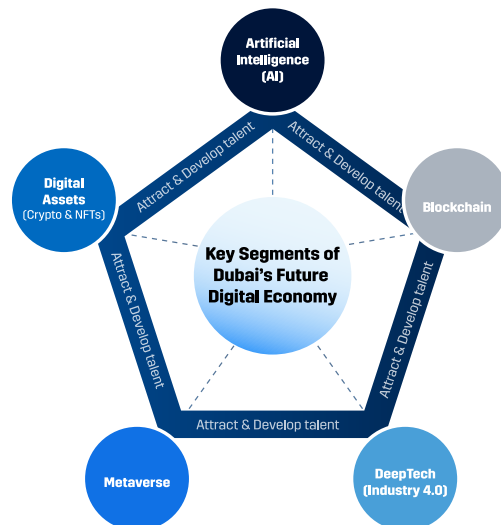 Artificial
Intelligence
(AI)
Attract & Develop talent
Attract & Develop talent
Digital
Assets
(Crypto & NFTs)
Blockchain
Key Segments of
Dubai's Future
Digital Economy
Attract & Develop talent
Attract & Develop talent
Attract & Develop talent
Metaverse
DeepTech
(Industry 4.0)